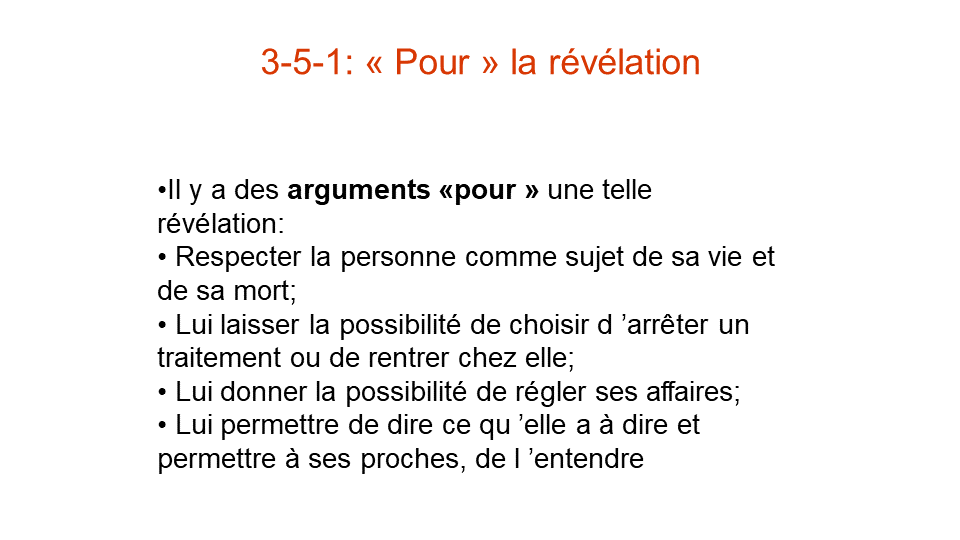 3-5-1: « Pour » la révélation
•Il y a des arguments «pour » une telle
révélation:
• Respecter la personne comme sujet de sa vie et
de sa mort;
• Lui laisser la possibilité de choisir d ’arrêter un
traitement ou de rentrer chez elle;
• Lui donner la possibilité de régler ses affaires;
• Lui permettre de dire ce qu ’elle a à dire et
permettre à ses proches, de l ’entendre